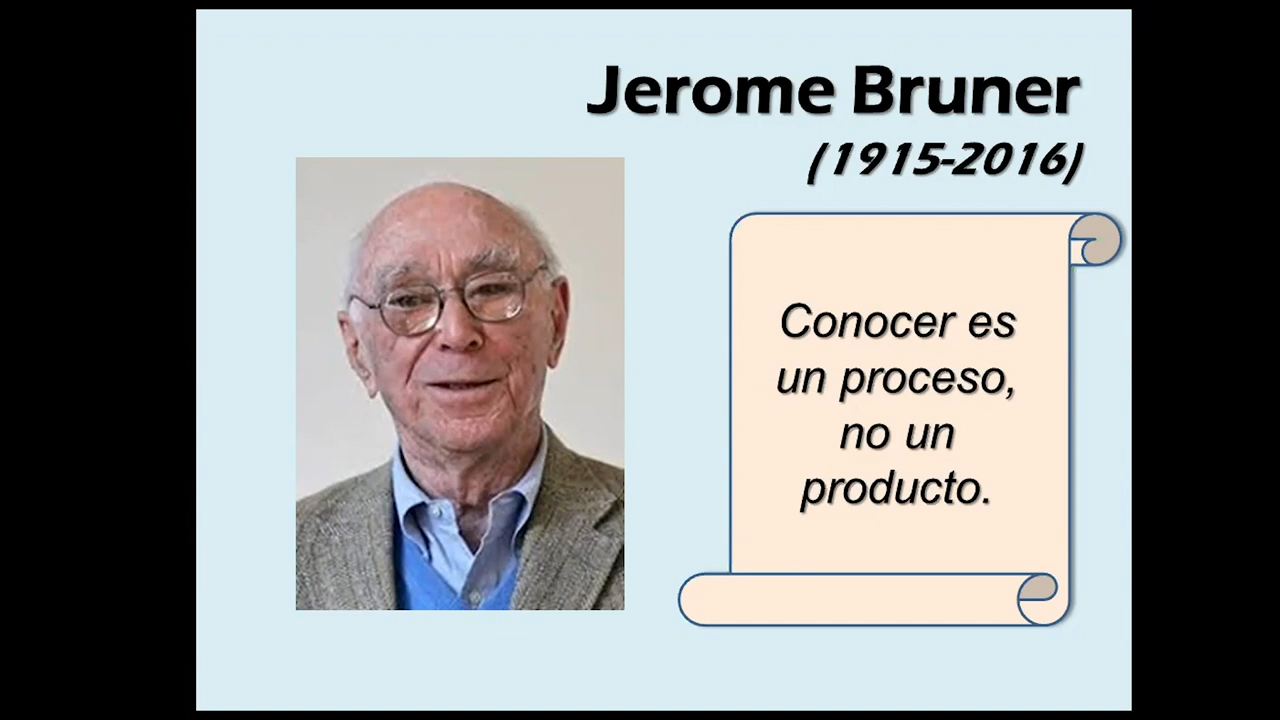 Jerome Bruner
(1915-2016)
Conocer es
un proceso,
no un
producto.